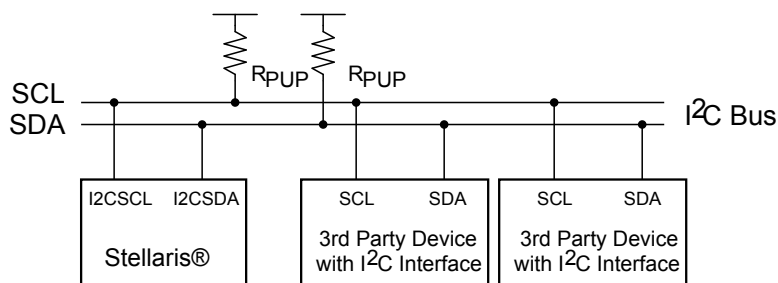 RPUP RPUP
SCL
SDA
I²C Bus
I2CSCL I2CSDA
SCL SDA
SCL SDA
Stellaris®
3rd Party Device
with I²C Interface
3rd Party Device
with I²C Interface